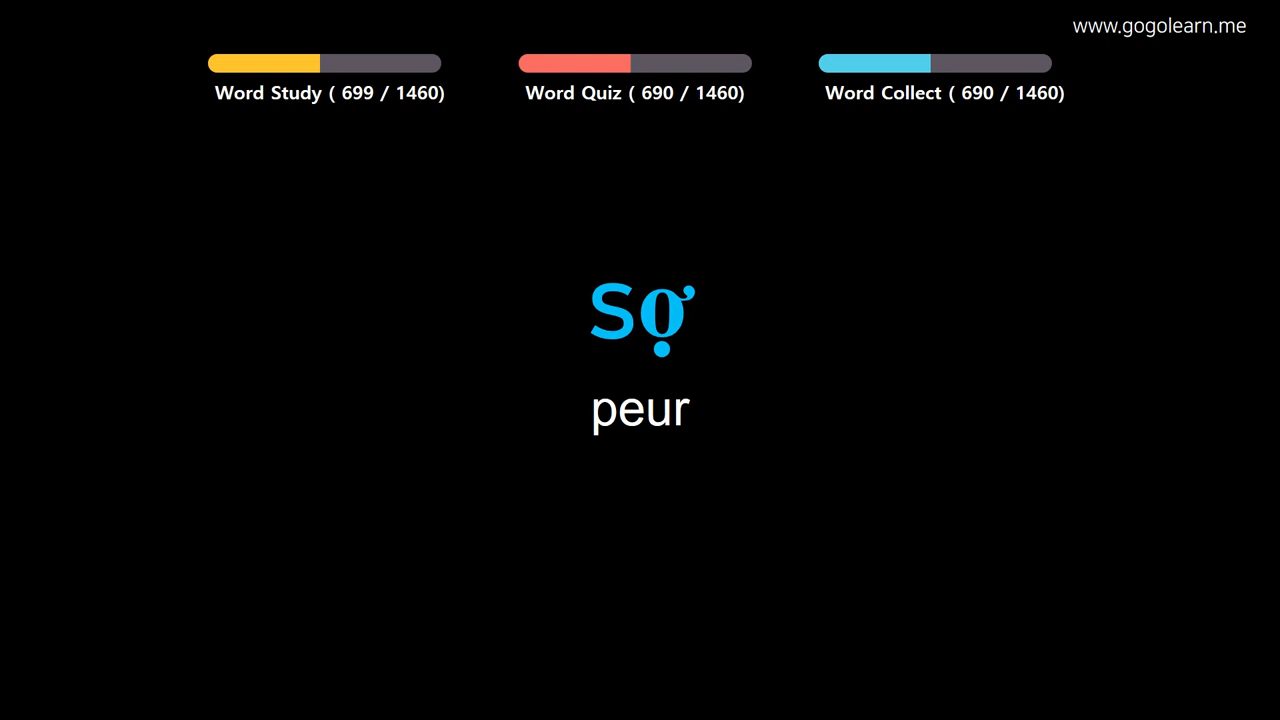 www.gogolearn.me
Word Study ( 699 / 1460)
Word Quiz ( 690 / 1460)
Word Collect ( 690 / 1460)
Sợ
peur